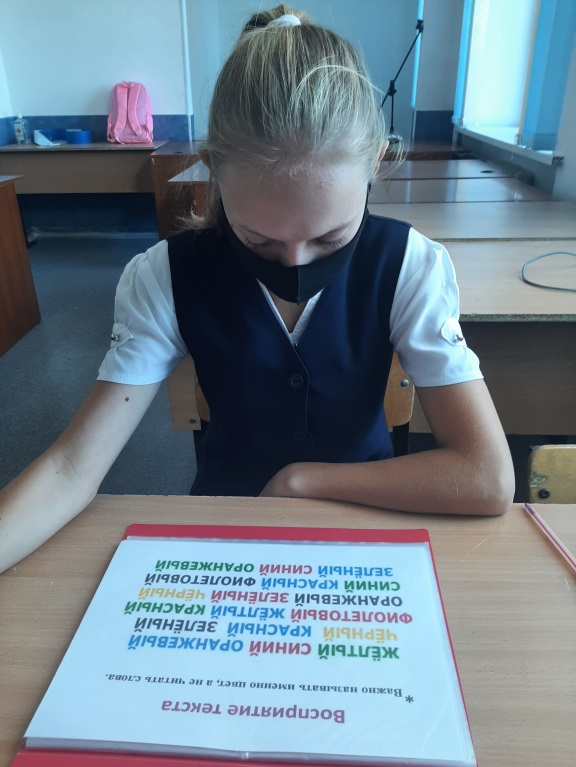 Восприятие текста
*Важно называть именно цвет, а не читать слова.
ЖЁЛТЫЙ СИНИЙ ОРАНЖЕВЫЙ
ЧЁРНЫЙ КРАСНЫЙ ЗЕЛЁНЫЙ
ФИОЛЕТОВЫЙ ЖЁЛТЫЙ КРАСНЫЙ
ОРАНЖЕВЫЙ ЗЕЛЁНЫЙ ЧЁРНЫЙ
СИНИЙ КРАСНЫЙ ФИОЛЕТОВЫЙ
ЗЕЛЁНЫЙ СИНИЙ ОРАНЖЕВЫЙ